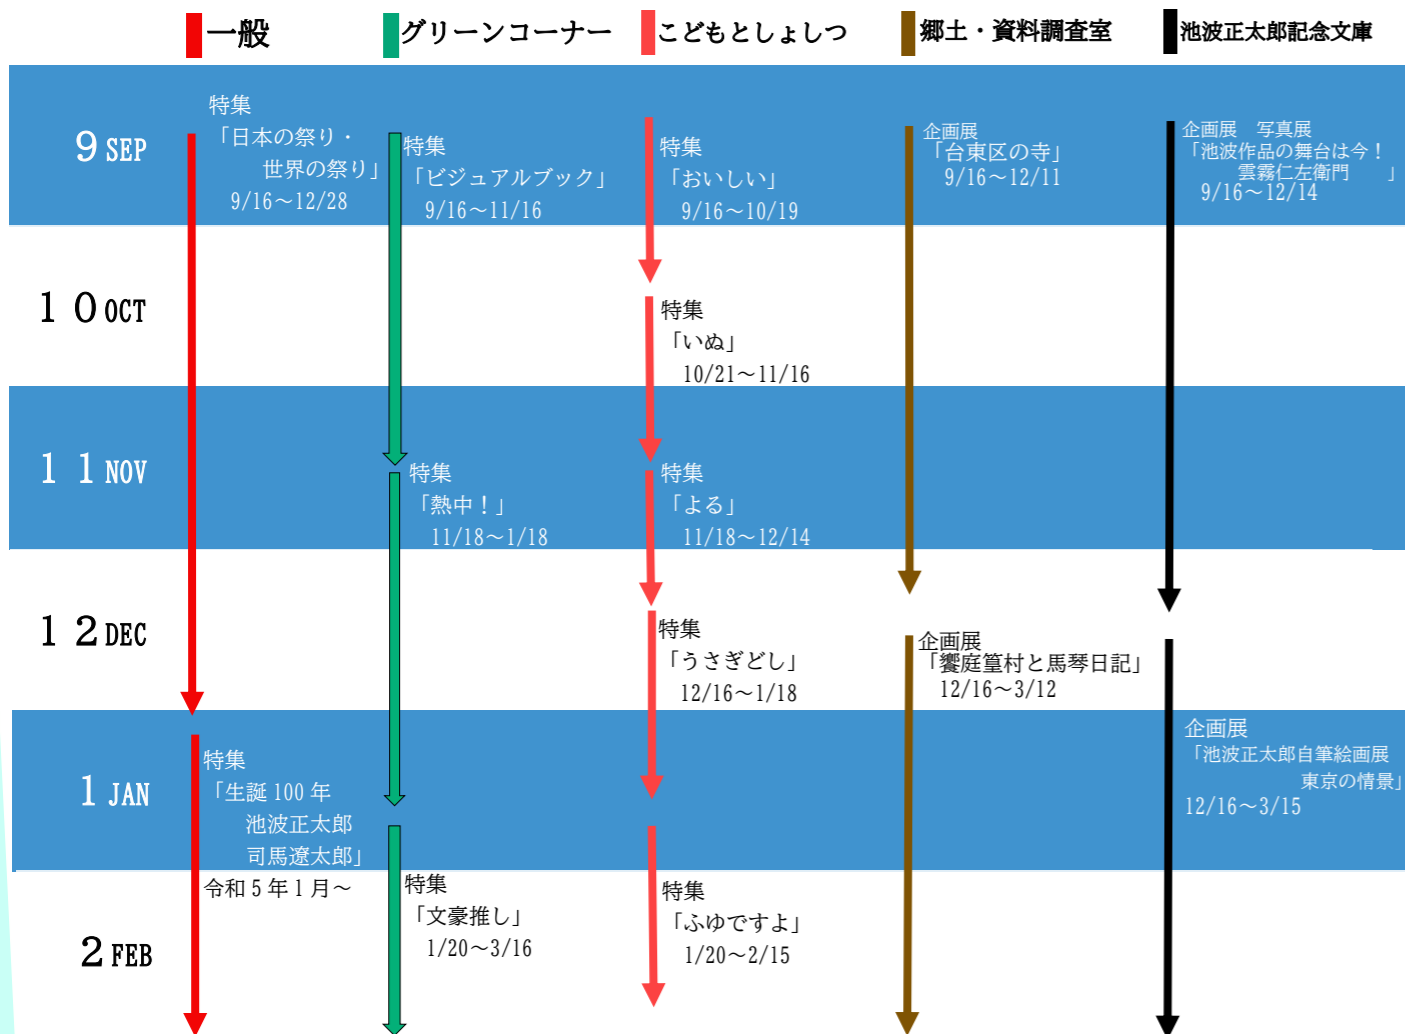 一般
グリーンコーナー
こどもとしょしつ
郷土・資料調査室
池波正太郎記念文庫
9 SEP
特集
「日本の祭り・
世界の祭り」
9/16～12/28
特集
「ビジュアルブック」
9/16～11/16
特集
「おいしい」
9/16～10/19
企画展
「台東区の寺」
9/16～12/11
企画展　写真展
「池波作品の舞台は今！
雲霧仁左衛門　　」
9/16～12/14
１０ OCT
特集
「いぬ」
10/21～11/16
１１ NOV
特集
「熱中！」
11/18～1/18
特集
「よる」
11/18～12/14
１２ DEC
特集
「うさぎどし」
12/16～1/18
企画展
「饗庭篁村と馬琴日記」
12/16～3/12
1 JAN
特集
「生誕 100 年
池波正太郎
司馬遼太郎」
令和５年１月～
企画展
「池波正太郎自筆絵画展
東京の情景」
12/16～3/15
2 FEB
特集
「文豪推し」
1/20～3/16
特集
「ふゆですよ」
1/20～2/15